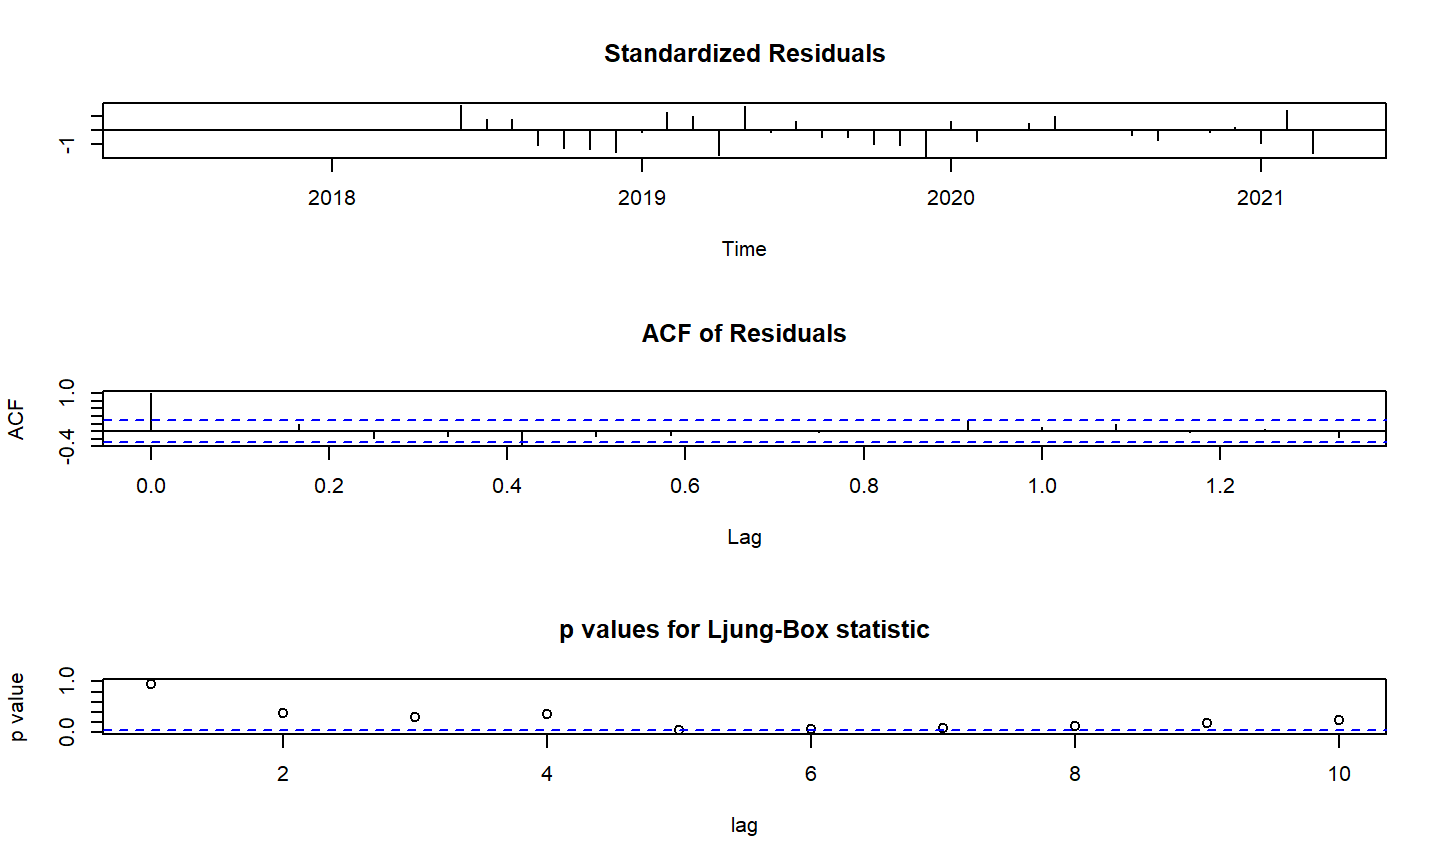 Standardized Residuals
-1
2018 2019 2020 2021
Time
ACF of Residuals
ACF
-0.4 1.0
0.0 0.2 0.4 0.6 0.8 1.0 1.2
Lag
p values for Ljung-Box statistic
p value
0.0 1.0
2 4 6 8 10
lag